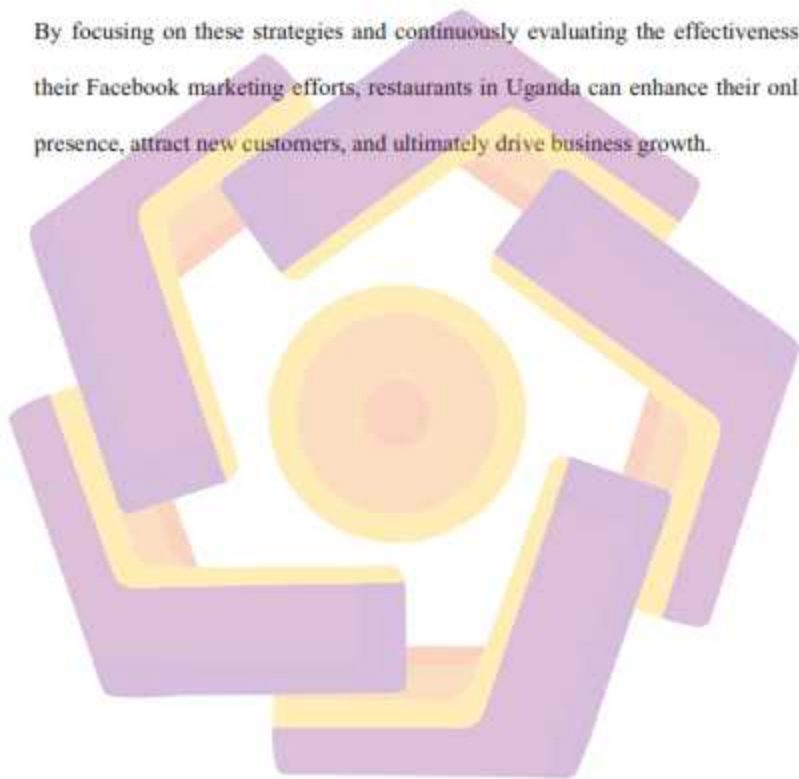 By focusing on these strategies and continuously evaluating the effectiveness
their Facebook marketing efforts, restaurants in Uganda can enhance their onl
presence, attract new customers, and ultimately drive business growth.